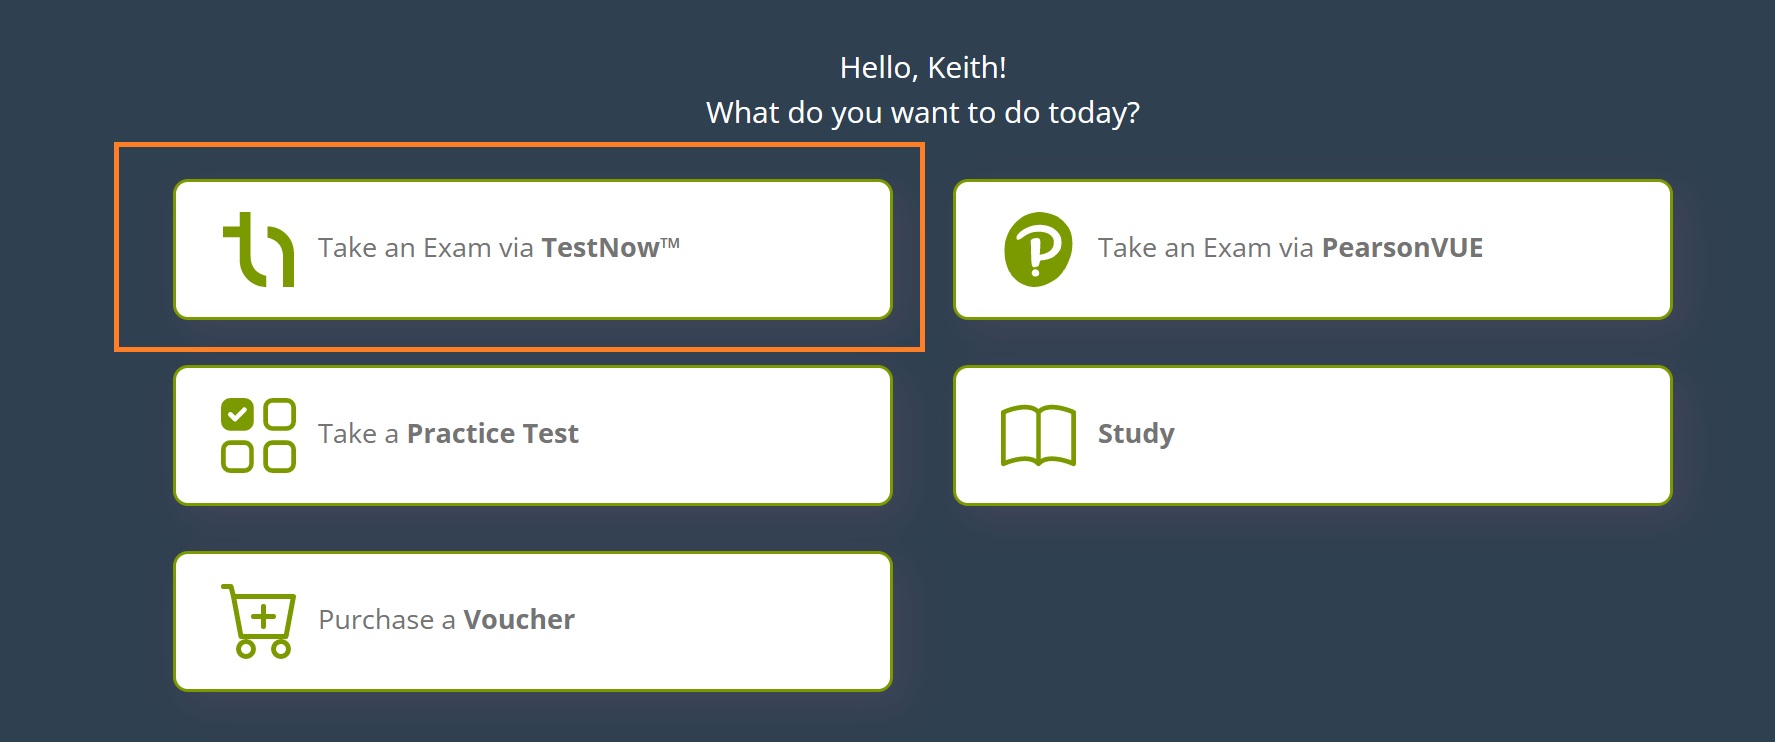 Hello, Keith!
What do you want to do today?
Take an Exam via TestNow™
Take an Exam via PearsonVUE
Take a Practice Test
Study
Purchase a Voucher